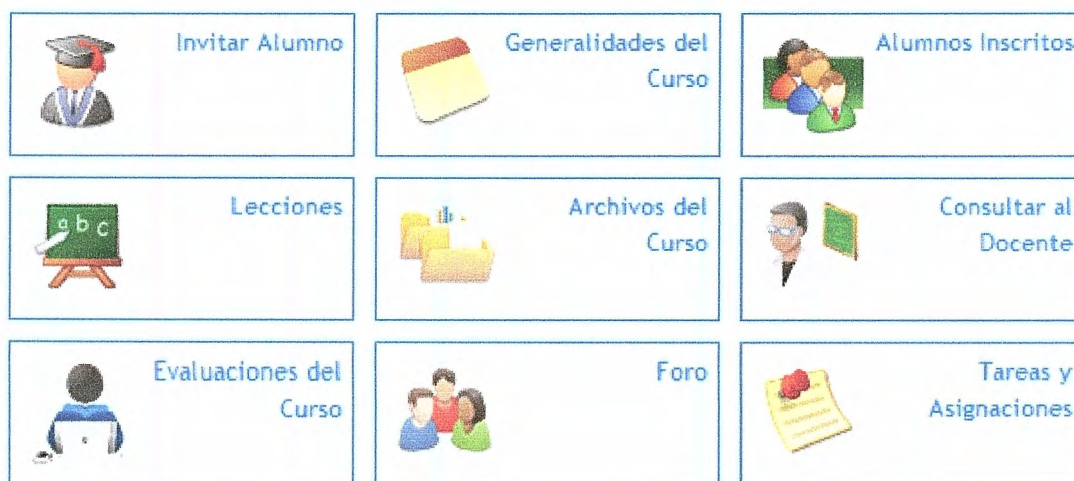 Invitar Alumno
Generalidades del
Curso
Alumnos Inscritos
Lecciones
Archivos del
Curso
Consultar al
Docente
a b c
Evaluaciones del
Curso
Foro
Tareas y
Asignaciones